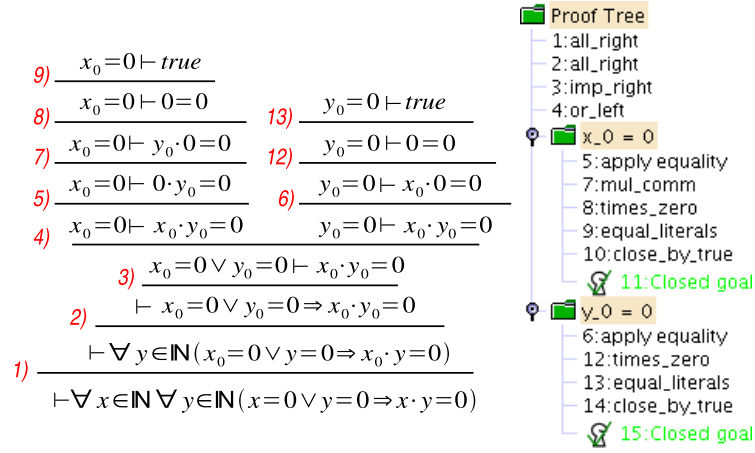 9) x₀=0⊢true
8) x₀=0⊢0=0 13) y₀=0⊢true
7) x₀=0⊢ y₀·0=0 12) y₀=0⊢0=0
5) x₀=0⊢ 0·y₀=0 6) y₀=0⊢x₀·0=0
4) x₀=0⊢ x₀·y₀=0 y₀=0⊢ x₀·y₀=0
3) x₀=0∨y₀=0⊢ x₀·y₀=0
2) ⊢ x₀=0∨y₀=0⇒x₀·y₀=0
1) ⊢∀ y∈ℕ(x₀=0∨y=0⇒x₀·y=0)
⊢∀ x∈ℕ ∀ y∈ℕ(x=0∨y=0⇒x·y=0)
Proof Tree
1:all_right
2:all_right
3:imp_right
4:or_left
x_0 = 0
5:apply equality
7:mul_comm
8:times_zero
9:equal_literals
10:close_by_true
11:Closed goal
y_0 = 0
6:apply equality
12:times_zero
13:equal_literals
14:close_by_true
15:Closed goal